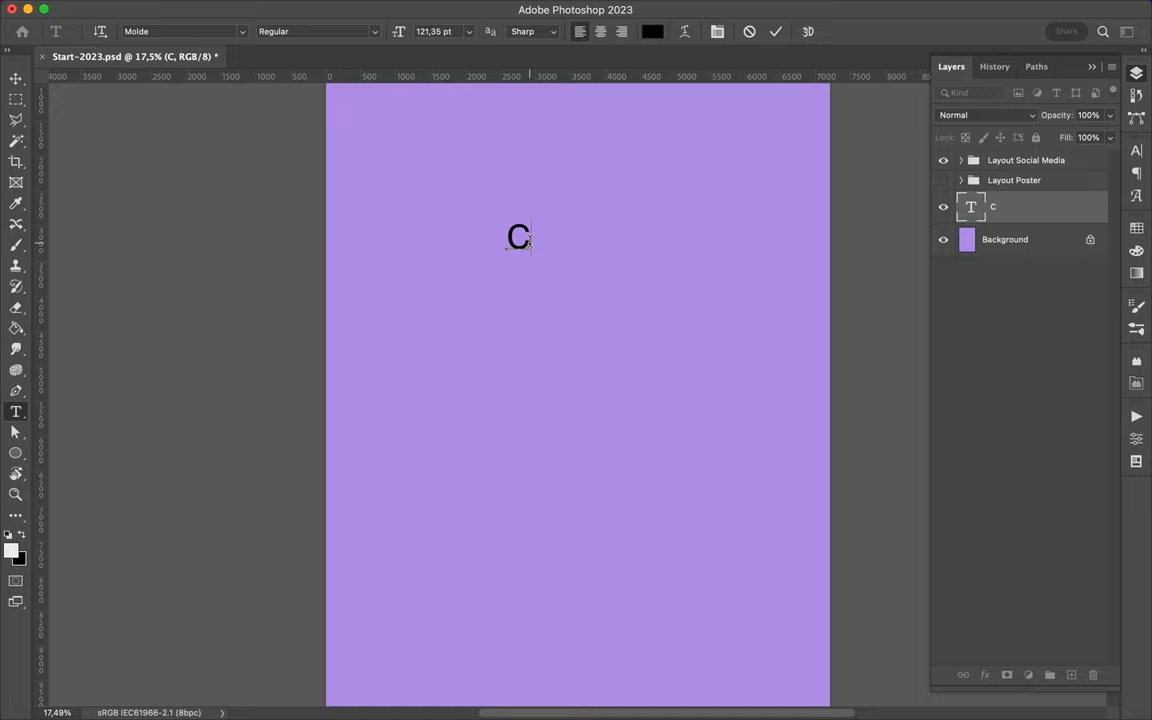 Adobe Photoshop 2023
Molde
Regular
121,35 pt
aa
Sharp
3D
Share
Start-2023.psd @ 17,5% (C, RGB/8) *
4000 3500 3000 2500 2000 1500 1000 500 0 500 1000 1500 2000 2500 3000 3500 4000 4500 5000 5500 6000 6500 7000 7500 8000 8500
Layers
History
Paths
Kind
Normal
Opacity: 100%
Lock:
Fill: 100%
Layout Social Media
Layout Poster
T C
Background
C
17,49%
sRGB IEC61966-2.1 (8bpc)